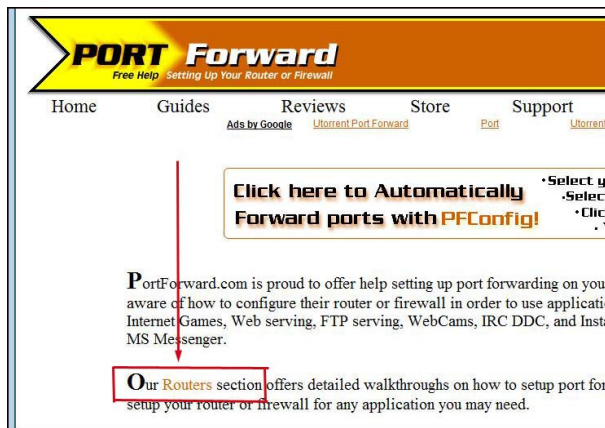 PORT Forward
Free Help Setting Up Your Router or Firewall
Home Guides Reviews Store Support
Ads by Google Utorrent Port Forward Port Utorrent
Click here to Automatically
Forward ports with PFConfig!
•Select
•Select
PortForward.com is proud to offer help setting up port forwarding on
aware of how to configure their router or firewall in order to use
Internet Games, Web serving, FTP serving, WebCams, IRC DDC, and
MS Messenger.
Our Routers section offers detailed walkthroughs on how to setup port
setup your router or firewall for any application you may need.